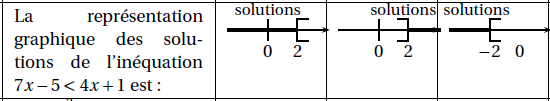 La représentation
graphique des solu-
tions de l'inéquation
7x − 5 < 4x + 1 est :
solutions
0 2
solutions
0 2
solutions
−2 0